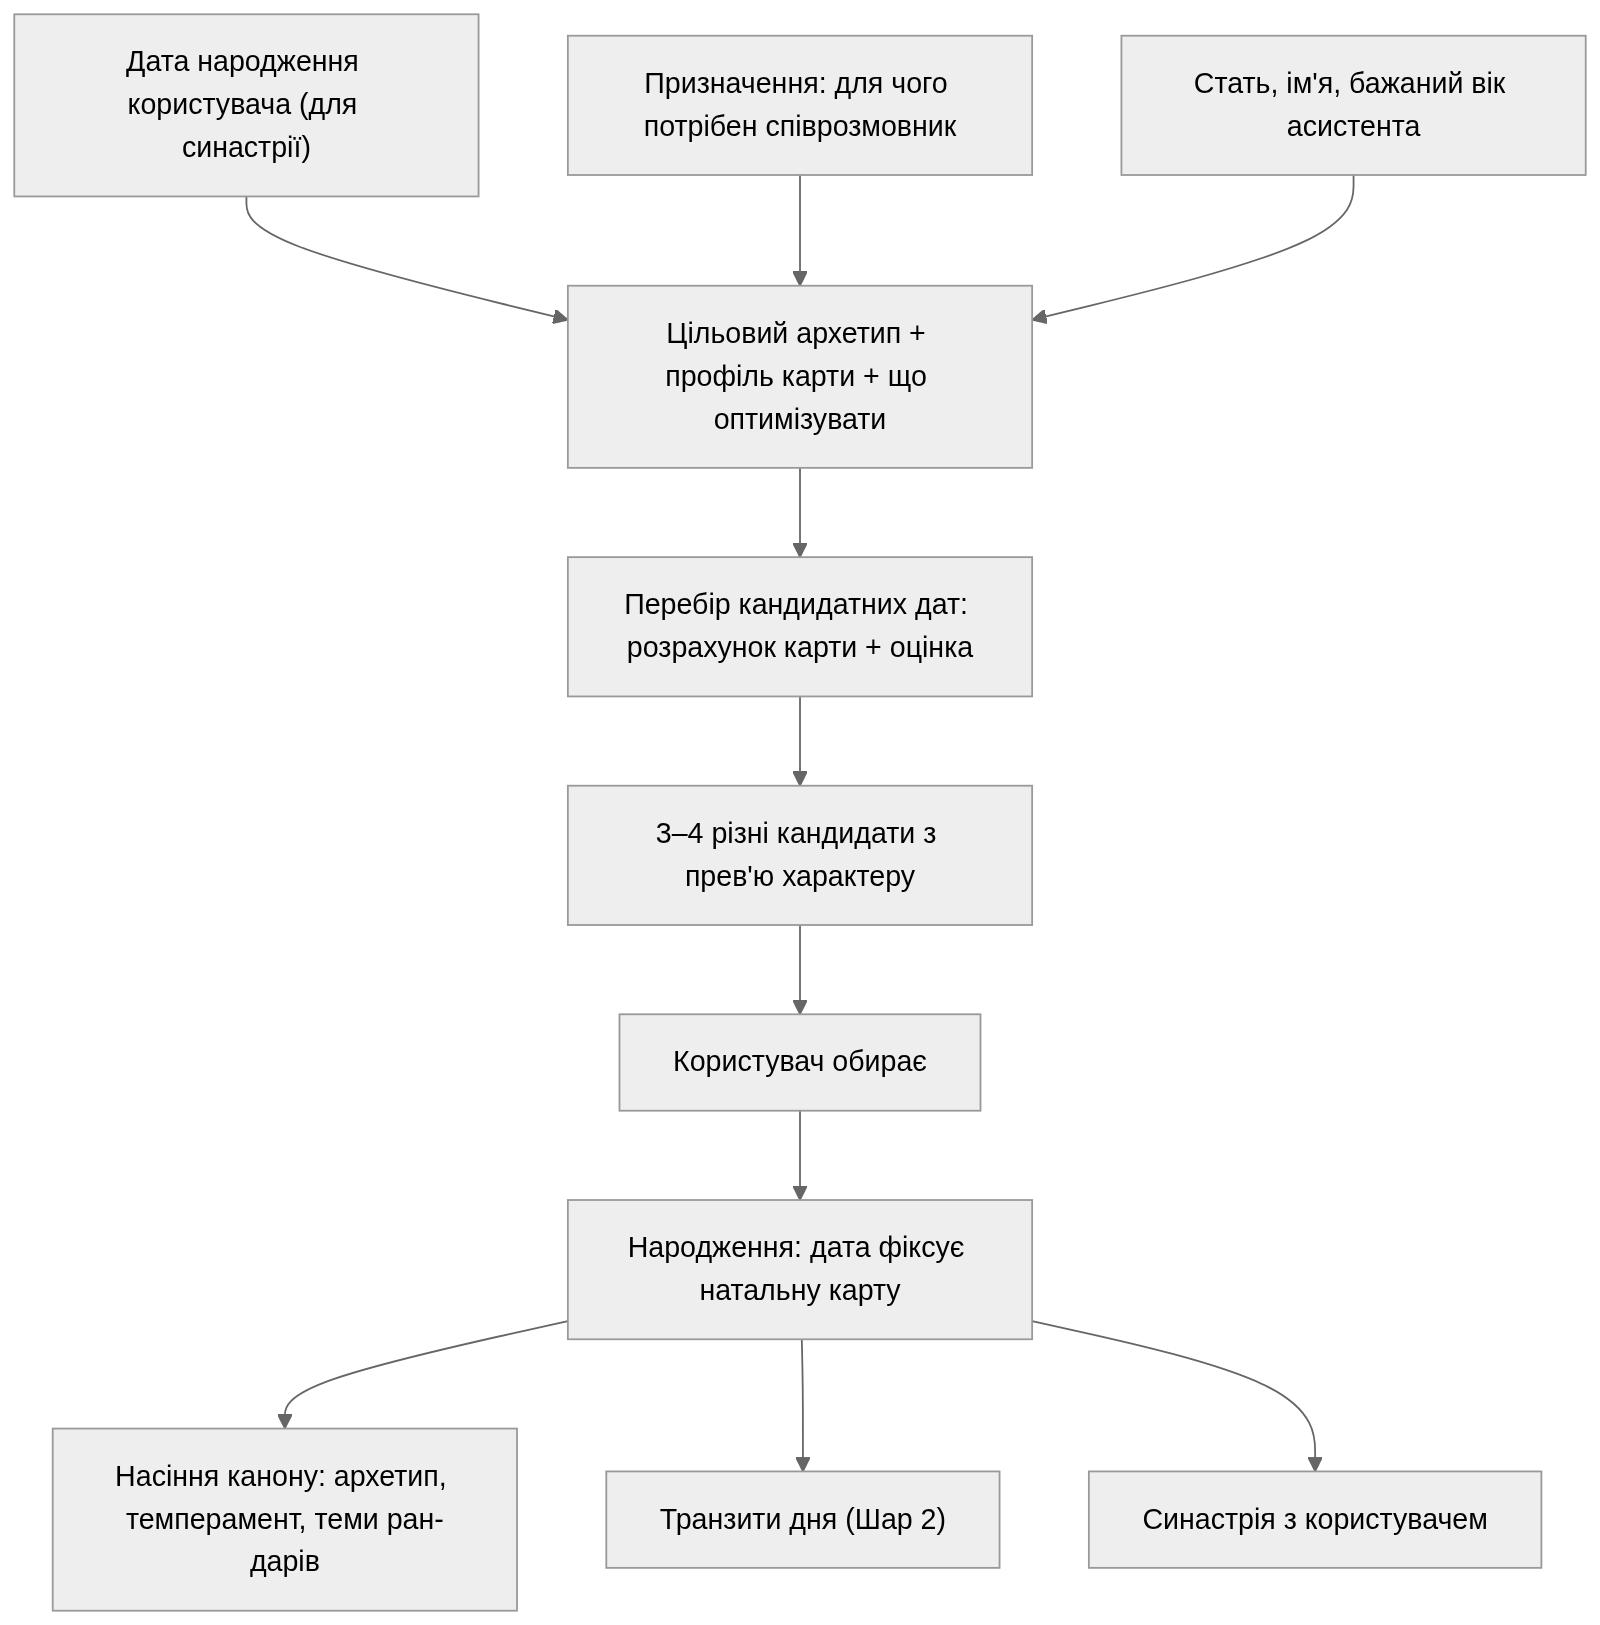 Дата народження
користувача (для
синастрії)
Призначення: для чого
потрібен співрозмовник
Стать, ім'я, бажаний вік
асистента
Цільовий архетип +
профіль карти + що
оптимізувати
Перебір кандидатних дат:
розрахунок карти + оцінка
3–4 різні кандидати з
прев'ю характеру
Користувач обирає
Народження: дата фіксує
натальну карту
Насіння канону: архетип,
темперамент, теми ран-
дарів
Транзити дня (Шар 2)
Синастрія з користувачем